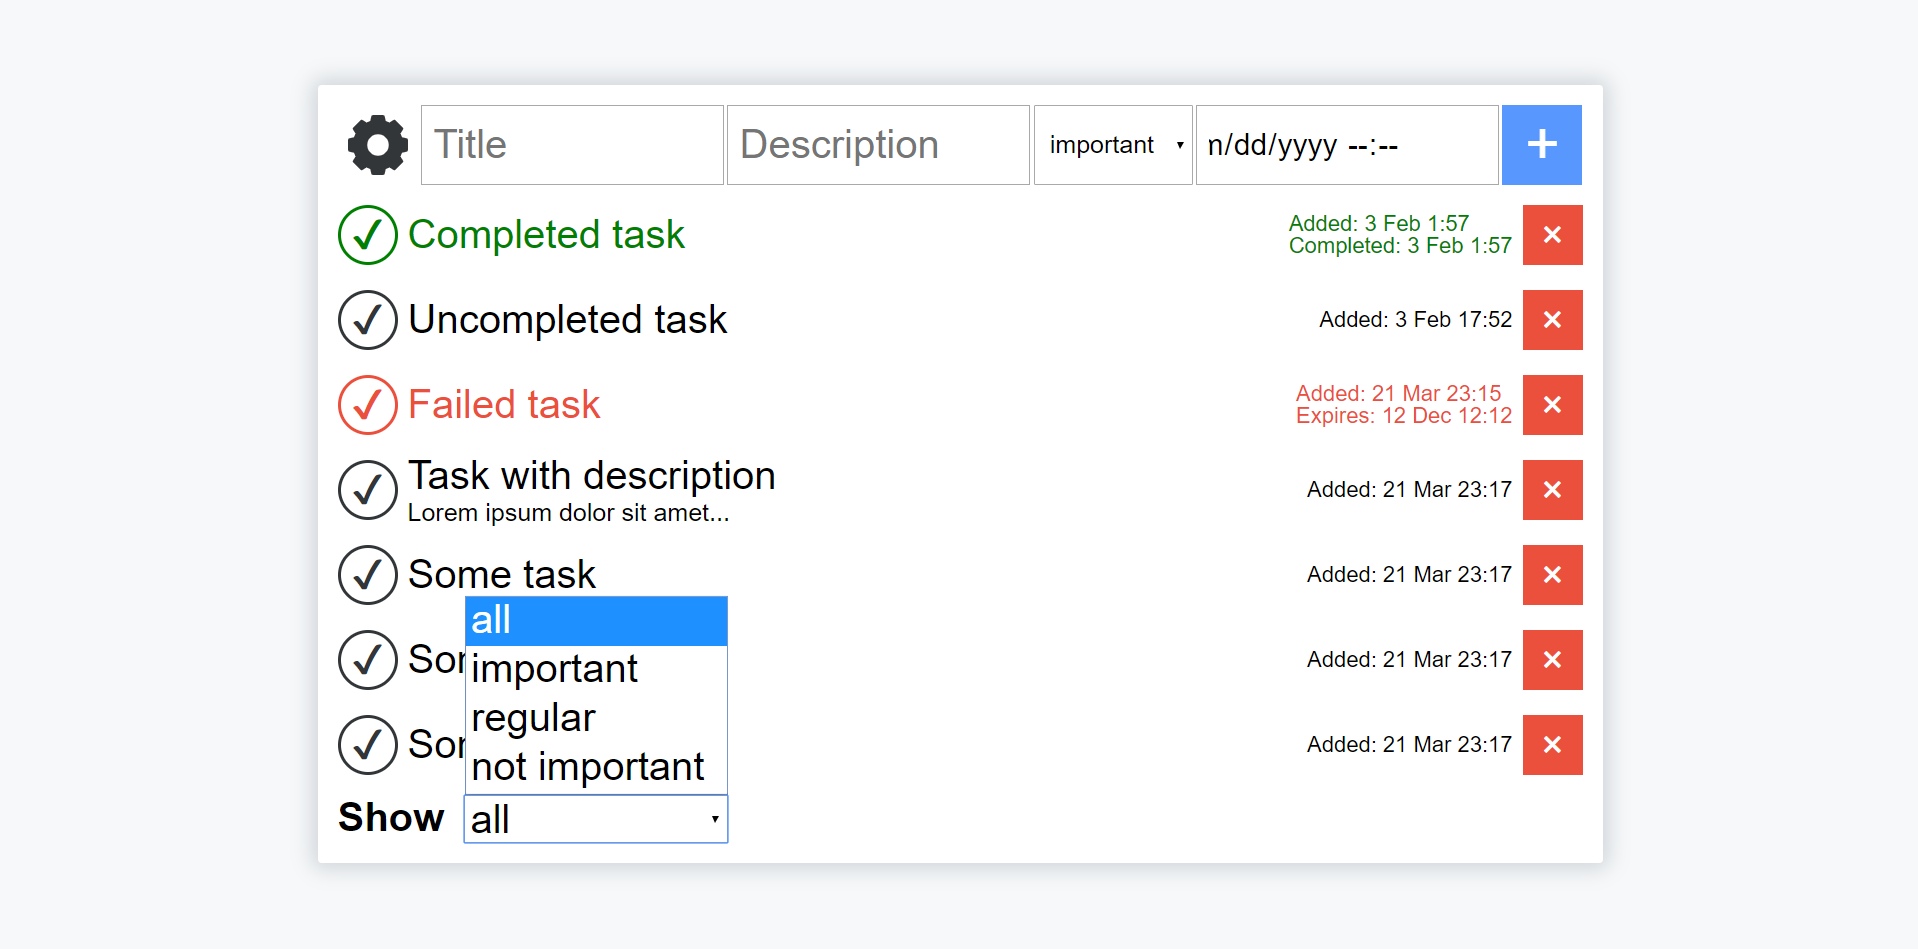 Title
Description
important
n/dd/yyyy --:--
+
Completed task
Added: 3 Feb 1:57
Completed: 3 Feb 1:57
Uncompleted task
Added: 3 Feb 17:52
Failed task
Added: 21 Mar 23:15
Expires: 12 Dec 12:12
Task with description
Lorem ipsum dolor sit amet...
Added: 21 Mar 23:17
Some task
Added: 21 Mar 23:17
Added: 21 Mar 23:17
Added: 21 Mar 23:17
all
important
regular
not important
Show all